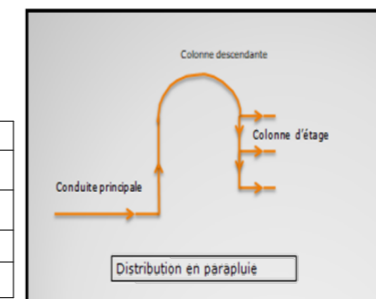 Colonne descendante
Colonne d'étage
Conduite principale
Distribution en parapluie